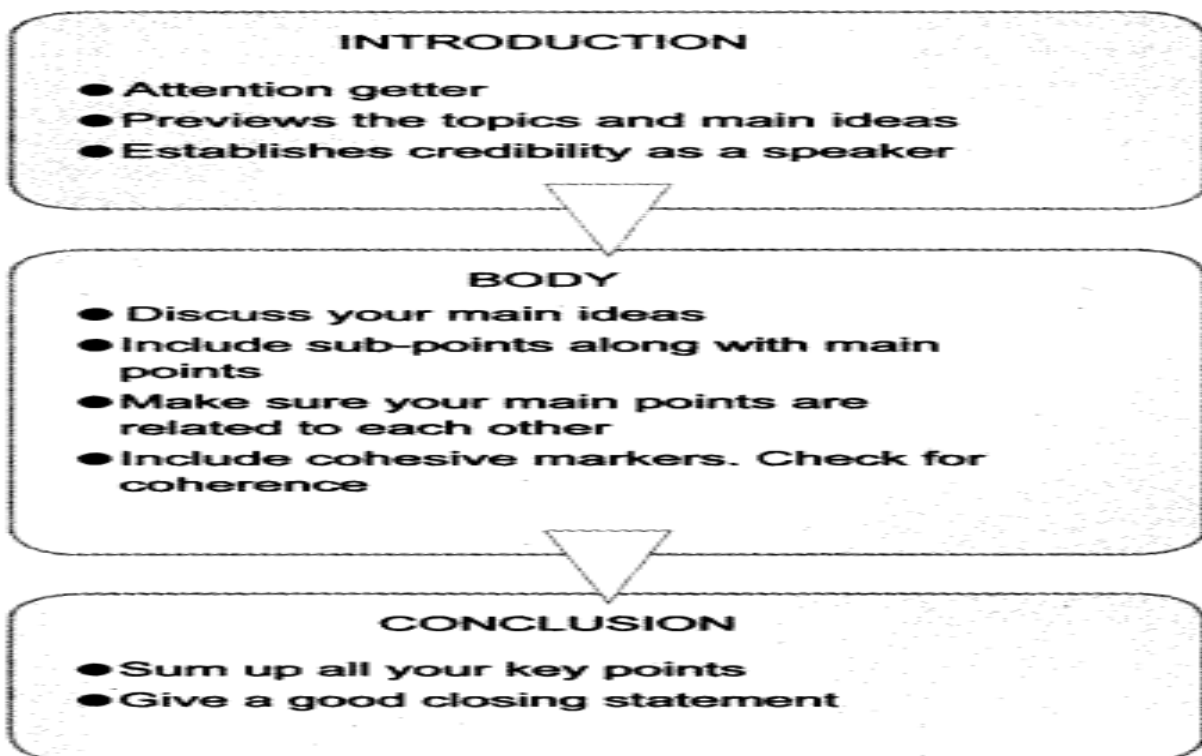 INTRODUCTION
● Attention getter
● Previews the topics and main ideas
● Establishes credibility as a speaker
BODY
● Discuss your main ideas
● Include sub-points along with main
points
● Make sure your main points are
related to each other
● Include cohesive markers. Check for
coherence
CONCLUSION
● Sum up all your key points
● Give a good closing statement